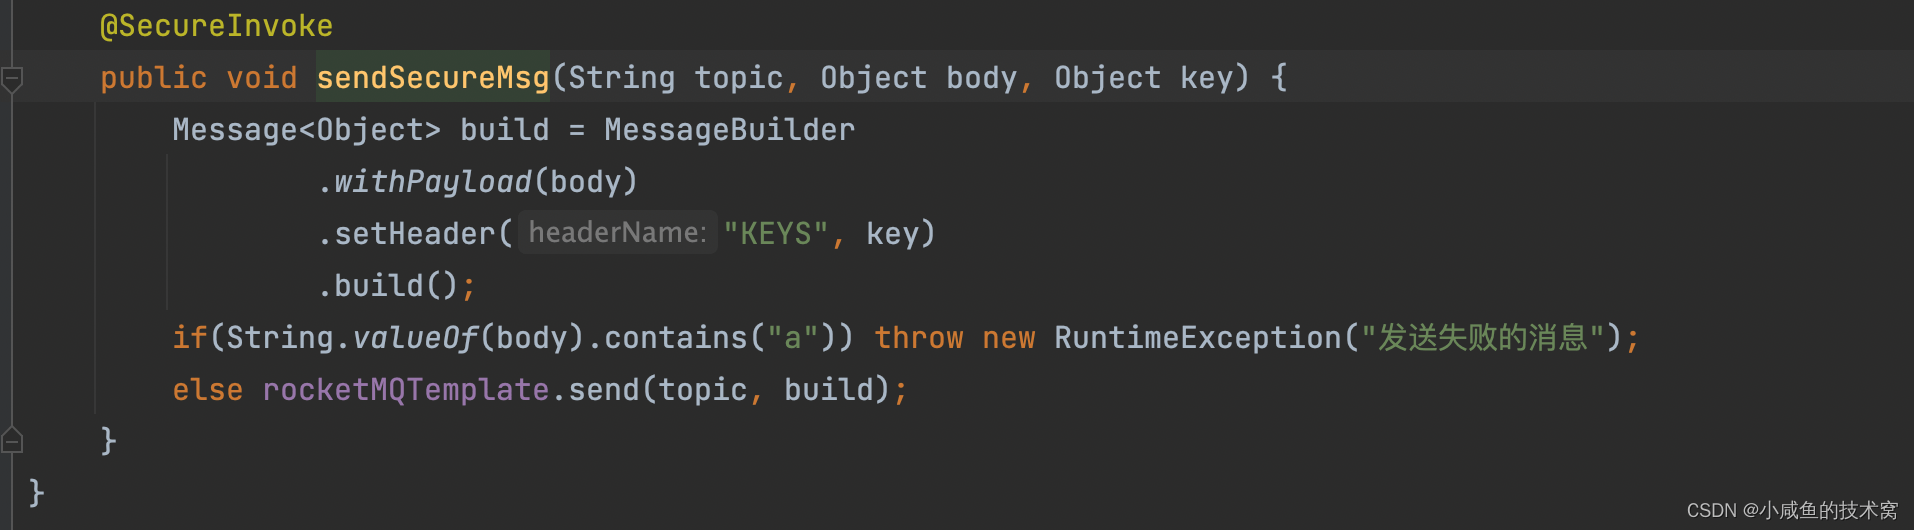 @SecureInvoke
public void sendSecureMsg(String topic, Object body, Object key) {
Message<Object> build = MessageBuilder
.withPayload(body)
.setHeader( headerName: "KEYS", key)
.build();
if(String.valueOf(body).contains("a")) throw new RuntimeException("发送失败的消息");
else rocketMQTemplate.send(topic, build);
}
}
CSDN @小咸鱼的技术窝